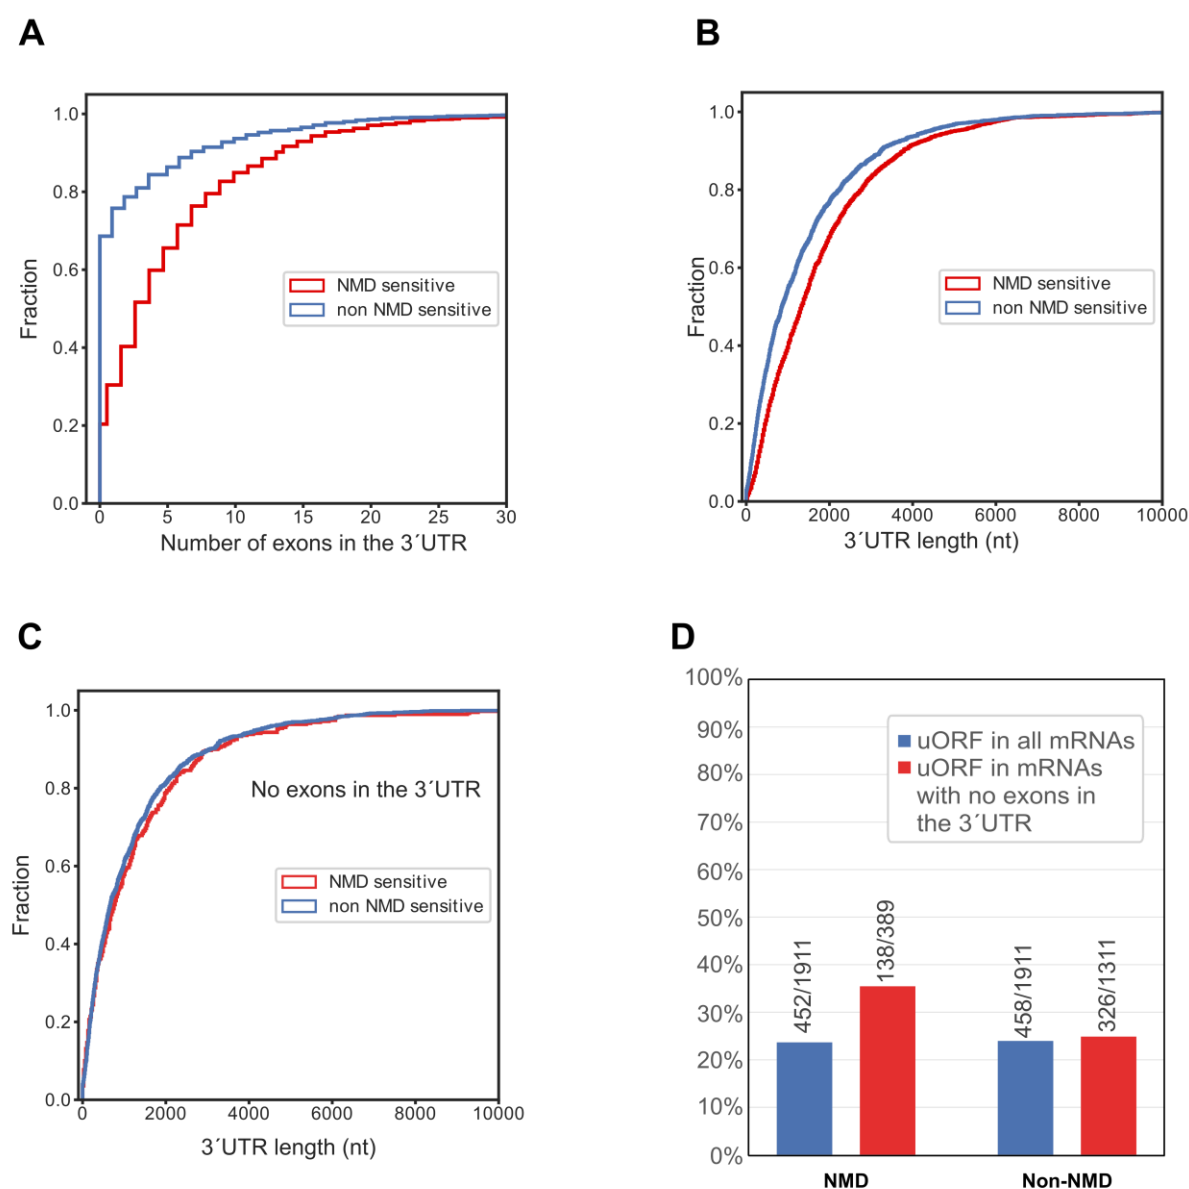 A
1.0
0.8
0.6
0.4
0.2
0.0
Fraction
NMD sensitive
non NMD sensitive
0 5 10 15 20 25 30
Number of exons in the 3´UTR
B
1.0
0.8
0.6
0.4
0.2
0.0
Fraction
NMD sensitive
non NMD sensitive
0 2000 4000 6000 8000 10000
3´UTR length (nt)
C
1.0
0.8
0.6
0.4
0.2
0.0
Fraction
No exons in the 3´UTR
NMD sensitive
non NMD sensitive
0 2000 4000 6000 8000 10000
3´UTR length (nt)
D
100%
90%
80%
70%
60%
50%
40%
30%
20%
10%
0%
uORF in all mRNAs
uORF in mRNAs
with no exons in
the 3´UTR
452/1911
138/389
458/1911
326/1311
NMD
Non-NMD